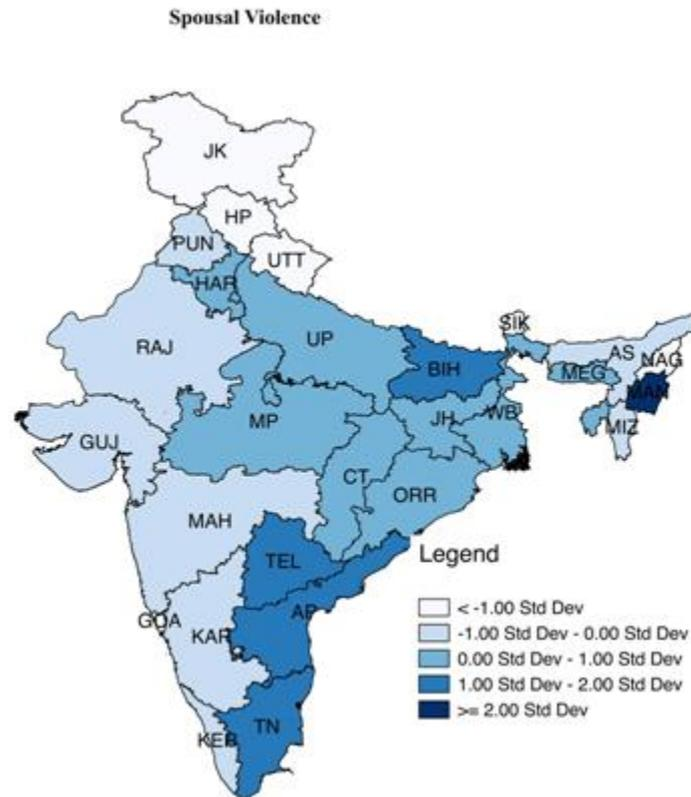 Spousal Violence
JK
HP
PUN
UTT
HAR
SIK
RAJ
UP
AS
NAG
BIH
MEG
MAN
MP
JH
WB
MIZ
GUJ
CT
ORR
MAH
TEL
GOA
AP
KAR
TN
KER
Legend
< -1.00 Std Dev
-1.00 Std Dev - 0.00 Std Dev
0.00 Std Dev - 1.00 Std Dev
1.00 Std Dev - 2.00 Std Dev
>= 2.00 Std Dev